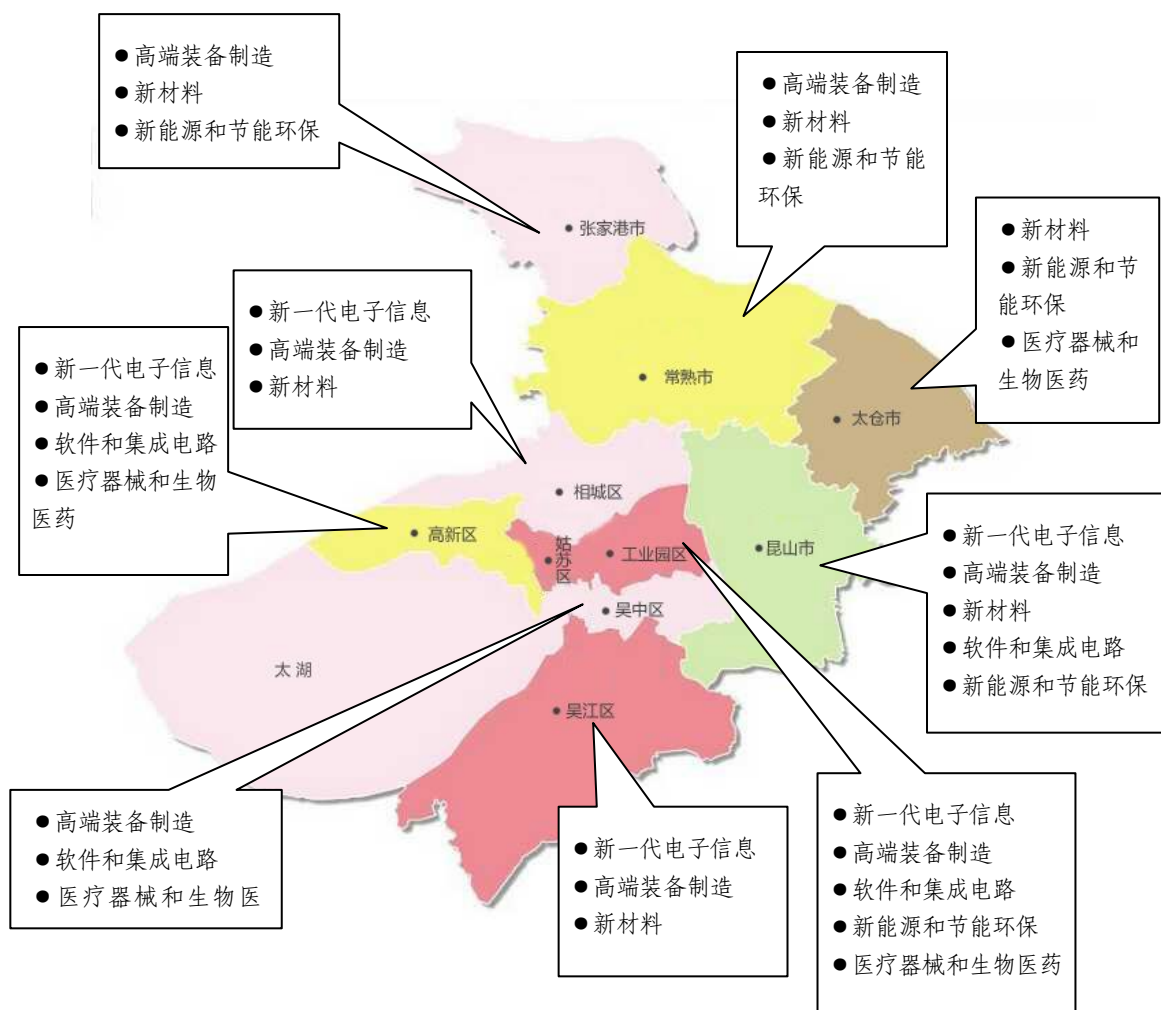 ● 高端装备制造
● 新材料
● 新能源和节能环保
● 高端装备制造
● 新材料
● 新能源和节能
环保
● 新材料
● 新能源和节
能环保
● 医疗器械和
生物医药
● 新一代电子信息
● 高端装备制造
● 新材料
● 新一代电子信息
● 高端装备制造
● 软件和集成电路
● 医疗器械和生物
医药
张家港市
常熟市
太仓市
相城区
高新区
姑苏区
工业园区
昆山市
吴中区
太湖
吴江区
● 新一代电子信息
● 高端装备制造
● 新材料
● 软件和集成电路
● 新能源和节能环保
● 高端装备制造
● 软件和集成电路
● 医疗器械和生物医
● 新一代电子信息
● 高端装备制造
● 新材料
● 新一代电子信息
● 高端装备制造
● 软件和集成电路
● 新能源和节能环保
● 医疗器械和生物医药